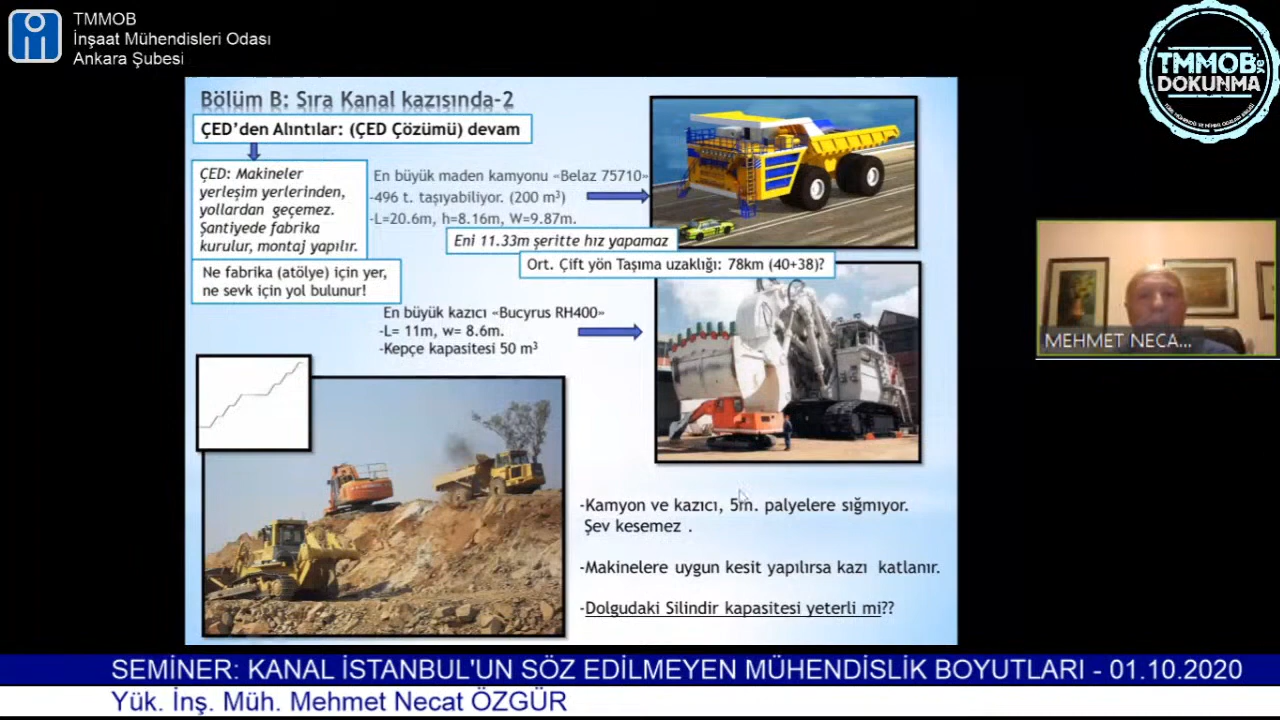 TMMOB
İnşaat Mühendisleri Odası
Ankara Şubesi
TMMOB
DOKUNMA
Bölüm B: Sıra Kanal kazısında-2
ÇED'den Alıntılar: (ÇED Çözümü) devam
ÇED: Makineler
yerleşim yerlerinden,
yollardan geçemez.
Şantiyede fabrika
kurulur, montaj yapılır.
Ne fabrika (atölye) için yer,
ne sevk için yol bulunur!
En büyük maden kamyonu «Belaz 75710»
-496 t. taşıyabiliyor. (200 m³)
-L=20.6m, h=8.16m, W=9.87m.
Eni 11.33m şeritte hız yapamaz
Ort. Çift yön Taşıma uzaklığı: 78km (40+38)?
En büyük kazıcı «Bucyrus RH400»
-L= 11m, w= 8.6m.
-Kepçe kapasitesi 50 m³
-Kamyon ve kazıcı, 5m. palyelere sığmıyor.
Şev kesemez .
-Makinelere uygun kesit yapılırsa kazı katlanır.
-Dolgudaki Silindir kapasitesi yeterli mi??
MEHMET NECA...
SEMİNER: KANAL İSTANBUL'UN SÖZ EDİLMEYEN MÜHENDİSLİK BOYUTLARI - 01.10.2020
Yük. İnş. Müh. Mehmet Necat ÖZGÜR